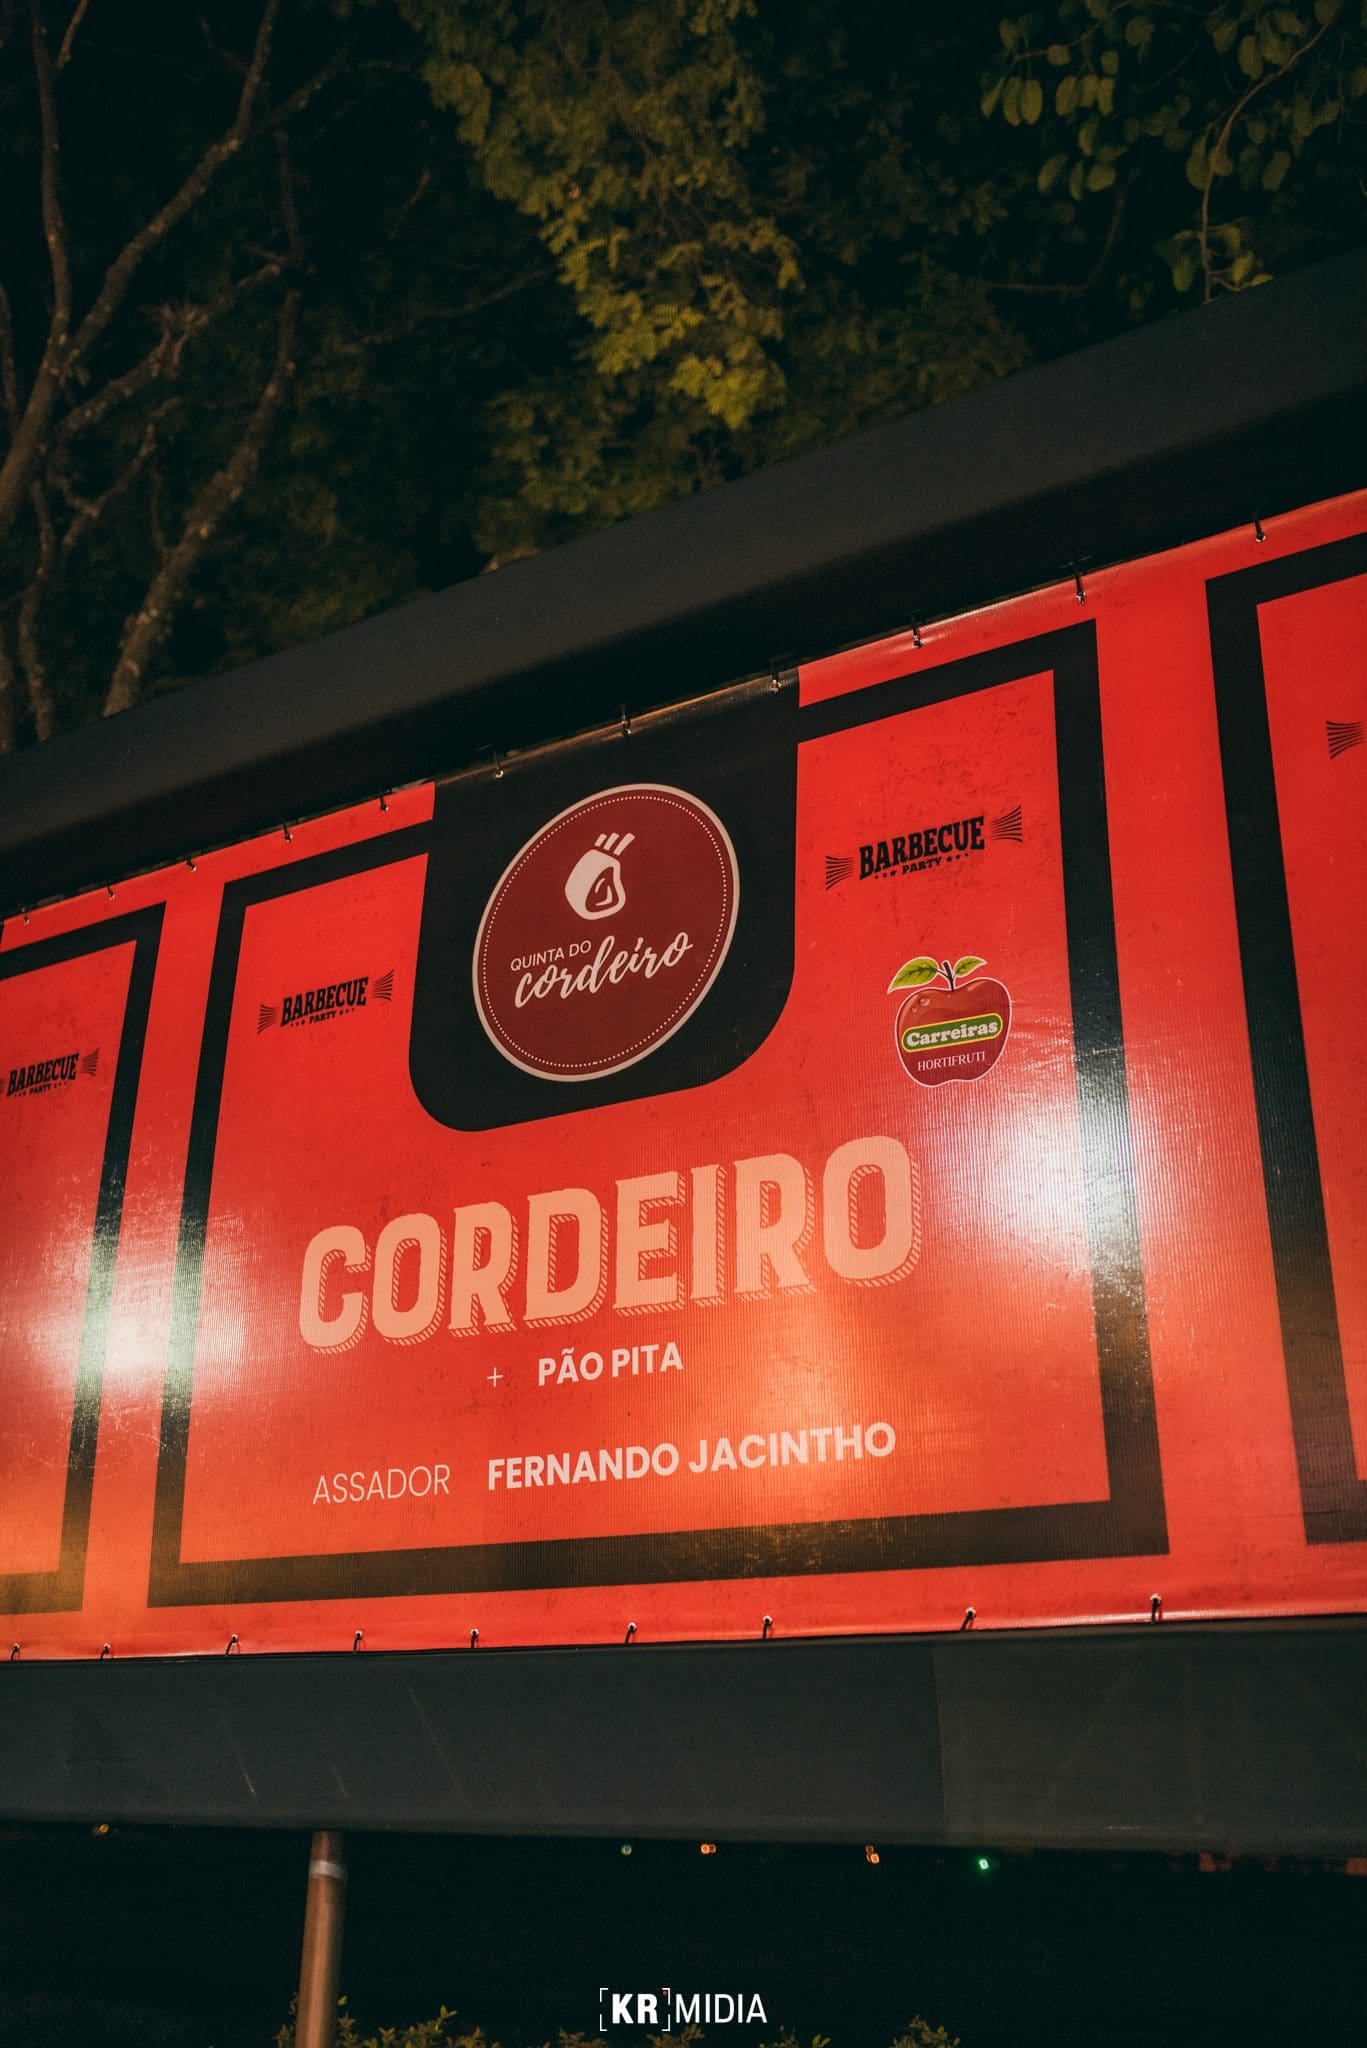 QUINTA DO
cordeiro
BARBECUE
PARTY
BARBECUE
PARTY
BARBECUE
PARTY
Carreiras
HORTIFRUTI
CORDEIRO
+ PÃO PITA
ASSADOR FERNANDO JACINTHO
[KR]MIDIA